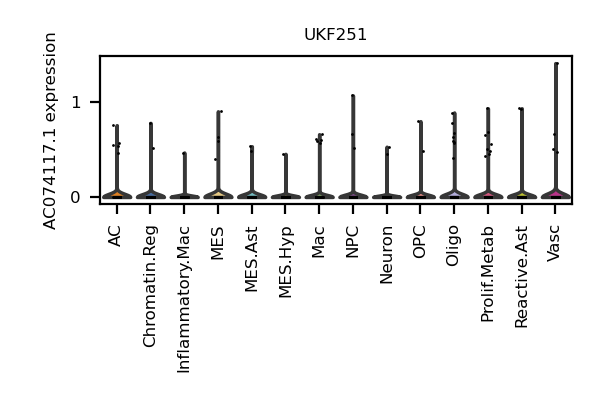 UKF251
AC074117.1 expression
1
0
AC
Chromatin.Reg
Inflammatory.Mac
MES
MES.Ast
MES.Hyp
Mac
NPC
Neuron
OPC
Oligo
Prolif.Metab
Reactive.Ast
Vasc